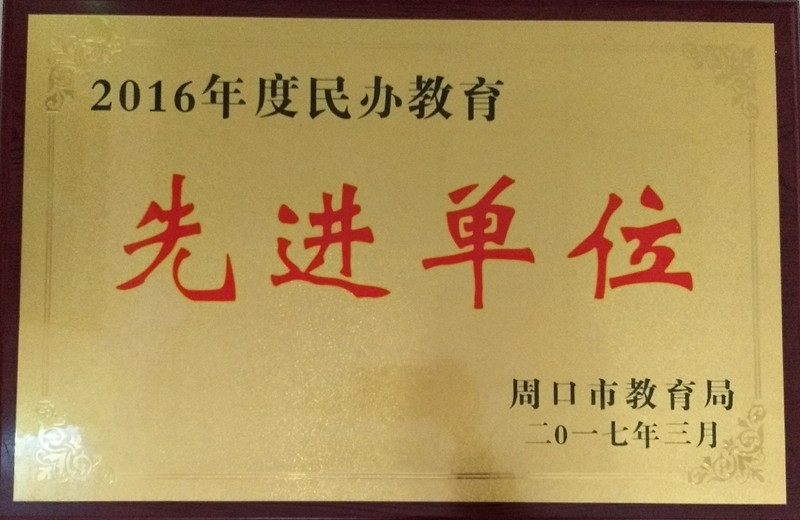 2016年度民办教育
先进单位
周口市教育局
二0一七年三月